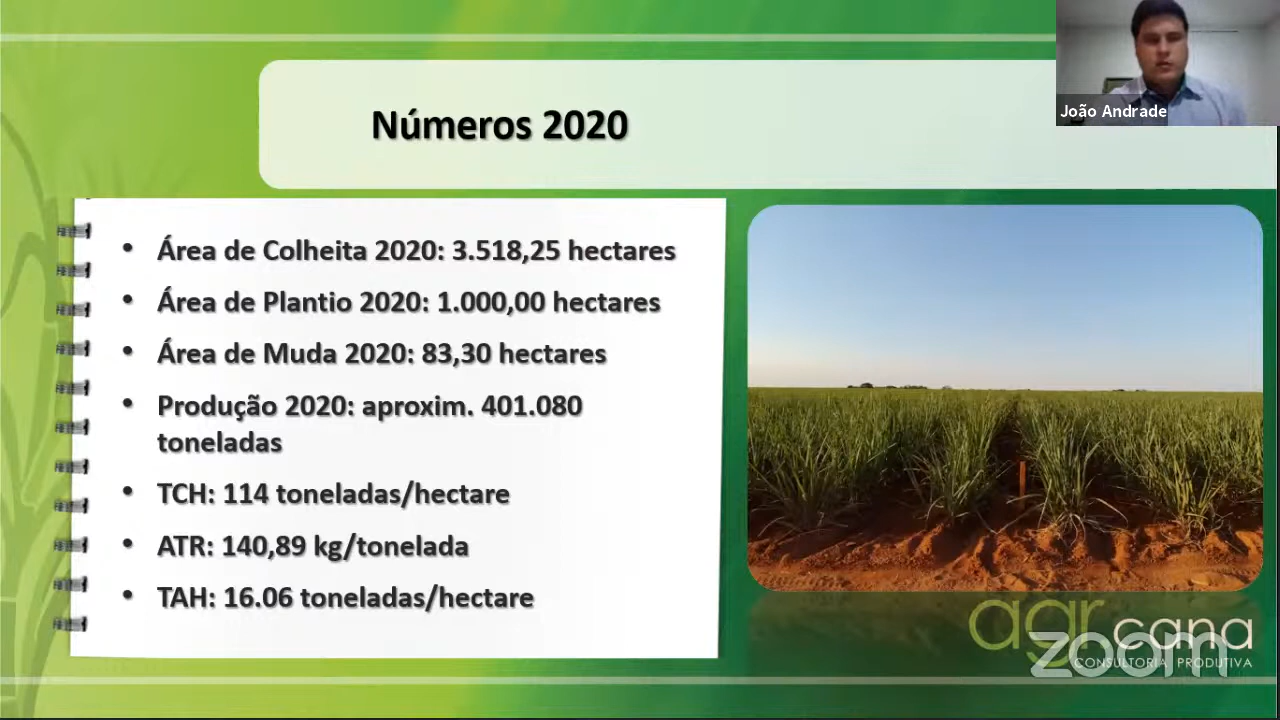 João Andrade
Números 2020
• Área de Colheita 2020: 3.518,25 hectares
• Área de Plantio 2020: 1.000,00 hectares
• Área de Muda 2020: 83,30 hectares
• Produção 2020: aproxim. 401.080
toneladas
• TCH: 114 toneladas/hectare
• ATR: 140,89 kg/tonelada
• TAH: 16.06 toneladas/hectare
agrcana
zoom
CONSULTORIA PRODUTIVA